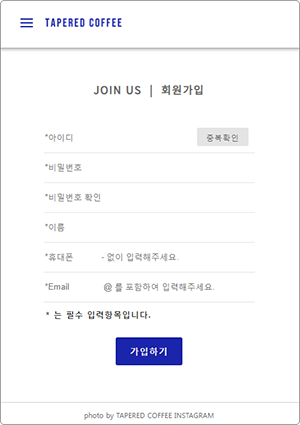 TAPERED COFFEE
JOIN US | 회원가입
*아이디 중복확인
*비밀번호
*비밀번호 확인
*이름
*휴대폰 - 없이 입력해주세요.
*Email @ 를 포함하여 입력해주세요.
* 는 필수 입력항목입니다.
가입하기
photo by TAPERED COFFEE INSTAGRAM